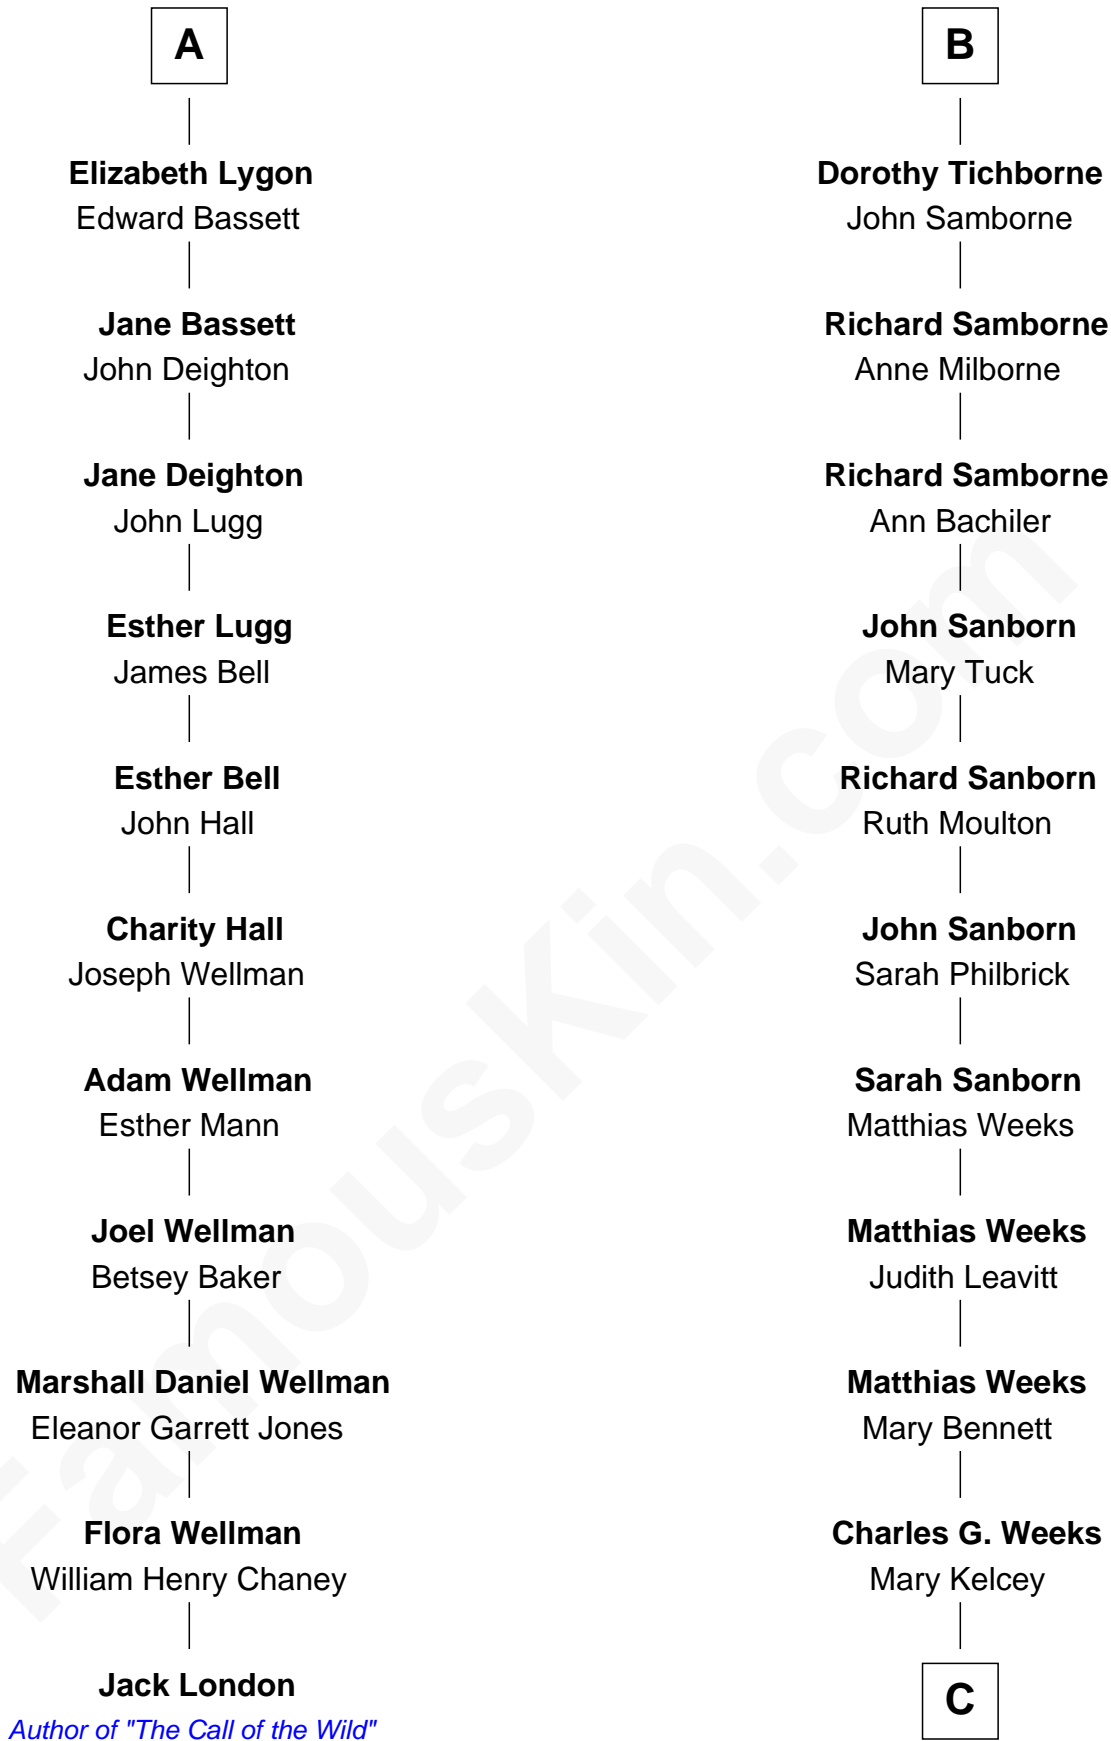 A
Elizabeth Lygon
Edward Bassett
Jane Bassett
John Deighton
Jane Deighton
John Lugg
Esther Lugg
James Bell
Esther Bell
John Hall
Charity Hall
Joseph Wellman
Adam Wellman
Esther Mann
Joel Wellman
Betsey Baker
Marshall Daniel Wellman
Eleanor Garrett Jones
Flora Wellman
William Henry Chaney
Jack London
Author of "The Call of the Wild"
B
Dorothy Tichborne
John Samborne
Richard Samborne
Anne Milborne
Richard Samborne
Ann Bachiler
John Sanborn
Mary Tuck
Richard Sanborn
Ruth Moulton
John Sanborn
Sarah Philbrick
Sarah Sanborn
Matthias Weeks
Matthias Weeks
Judith Leavitt
Matthias Weeks
Mary Bennett
Charles G. Weeks
Mary Kelcey
C
FamousKin.com